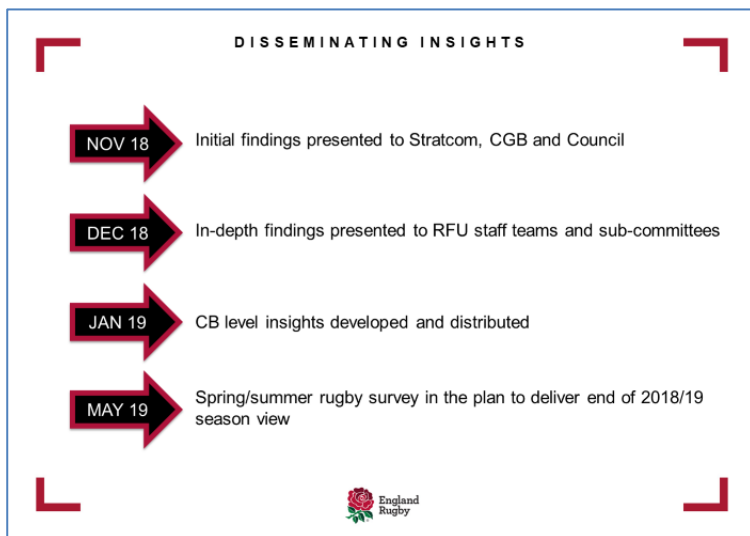 DISSEMINATING INSIGHTS
NOV 18
Initial findings presented to Stratcom, CGB and Council
DEC 18
In-depth findings presented to RFU staff teams and sub-committees
JAN 19
CB level insights developed and distributed
MAY 19
Spring/summer rugby survey in the plan to deliver end of 2018/19
season view
England
Rugby